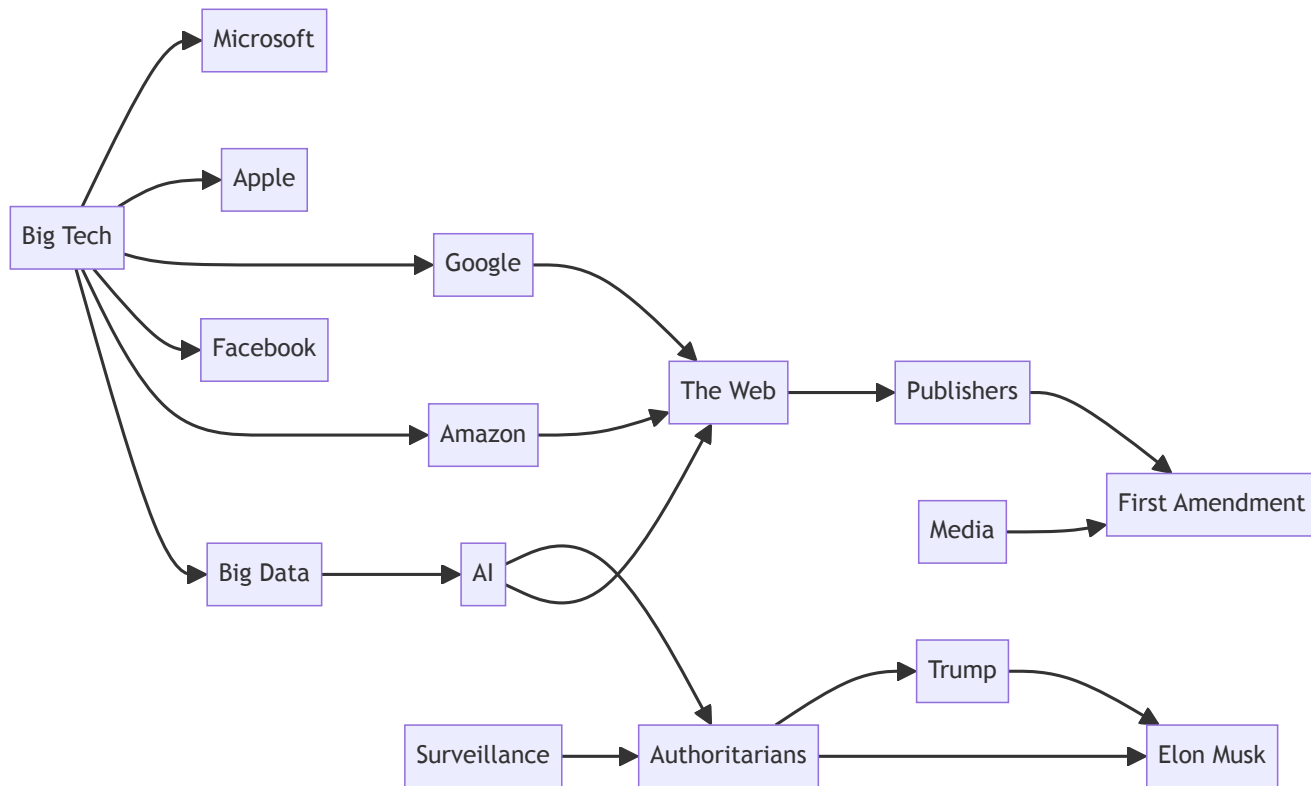 Microsoft
Apple
Big Tech
Google
Facebook
The Web
Publishers
Amazon
First Amendment
Media
Big Data
AI
Trump
Surveillance
Authoritarians
Elon Musk